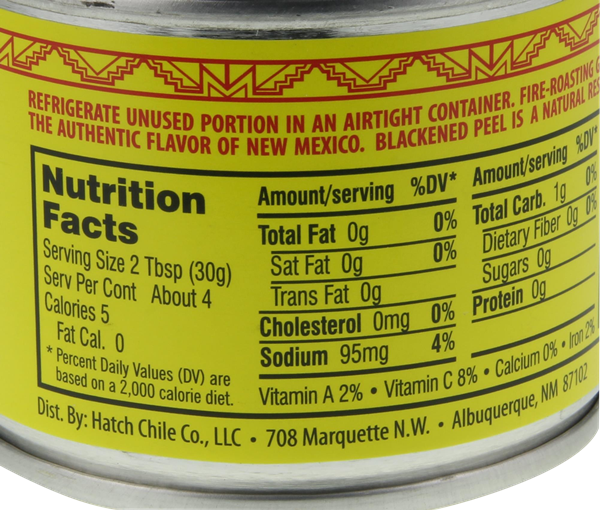 REFRIGERATE UNUSED PORTION IN AN AIRTIGHT CONTAINER. FIRE-ROASTING
THE AUTHENTIC FLAVOR OF NEW MEXICO. BLACKENED PEEL IS A NATURAL
Nutrition
Facts
Serving Size 2 Tbsp (30g)
Serv Per Cont About 4
Calories 5
Fat Cal. 0
* Percent Daily Values (DV) are
based on a 2,000 calorie diet.
Amount/serving %DV*
Total Fat 0g 0%
Sat Fat 0g 0%
Trans Fat 0g
Cholesterol 0mg 0%
Sodium 95mg 4%
Amount/serving %DV*
Total Carb. 1g 0%
Dietary Fiber 0g 0%
Sugars 0g
Protein 0g
Vitamin A 2% • Vitamin C 8% • Calcium 0% • Iron 2%
Dist. By: Hatch Chile Co., LLC • 708 Marquette N.W. • Albuquerque, NM 87102